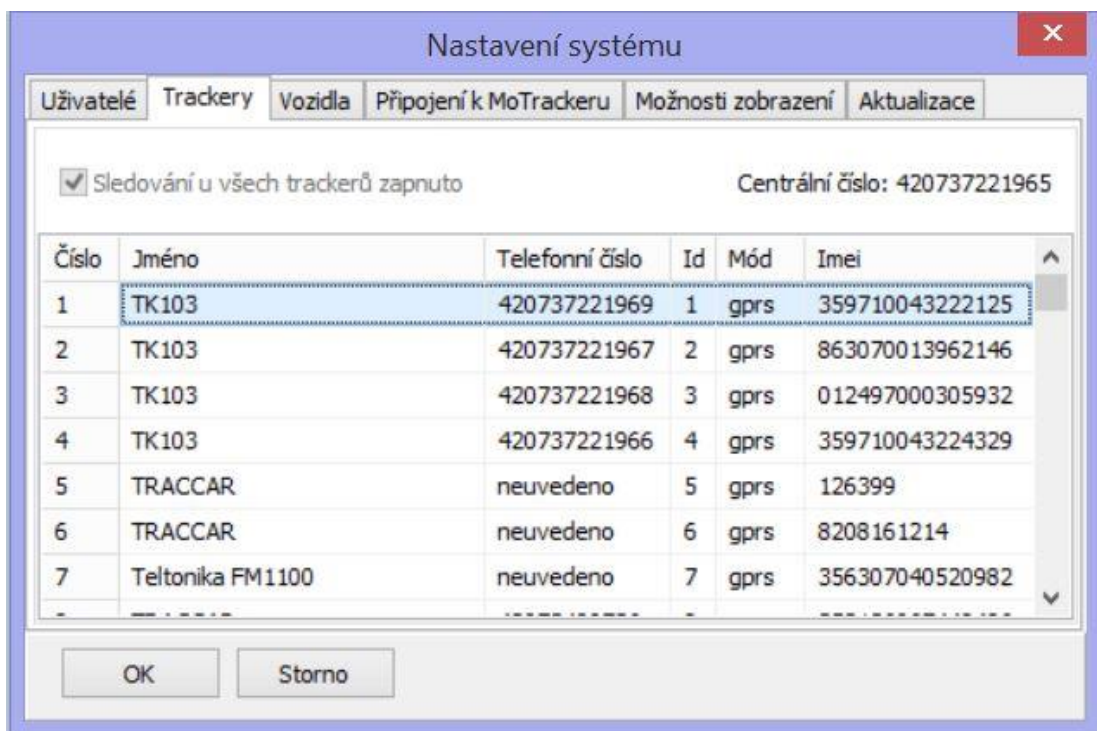 Nastavení systému
Uživatelé Trackery Vozidla Připojení k MoTrackeru Možnosti zobrazení Aktualizace
Sledování u všech trackerů zapnuto Centrální číslo: 420737221965
Číslo Jméno Telefonní číslo Id Mód Imei
1 TK103 420737221969 1 gprs 359710043222125
2 TK103 420737221967 2 gprs 863070013962146
3 TK103 420737221968 3 gprs 012497000305932
4 TK103 420737221966 4 gprs 359710043224329
5 TRACCAR neuvedeno 5 gprs 126399
6 TRACCAR neuvedeno 6 gprs 8208161214
7 Teltonika FM1100 neuvedeno 7 gprs 356307040520982
OK Storno